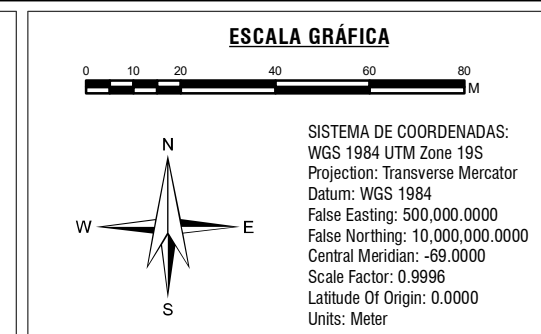 ESCALA GRÁFICA
0 10 20 40 60 80
M
N
W E
S
SISTEMA DE COORDENADAS:
WGS 1984 UTM Zone 19S
Projection: Transverse Mercator
Datum: WGS 1984
False Easting: 500,000.0000
False Northing: 10,000,000.0000
Central Meridian: -69.0000
Scale Factor: 0.9996
Latitude Of Origin: 0.0000
Units: Meter